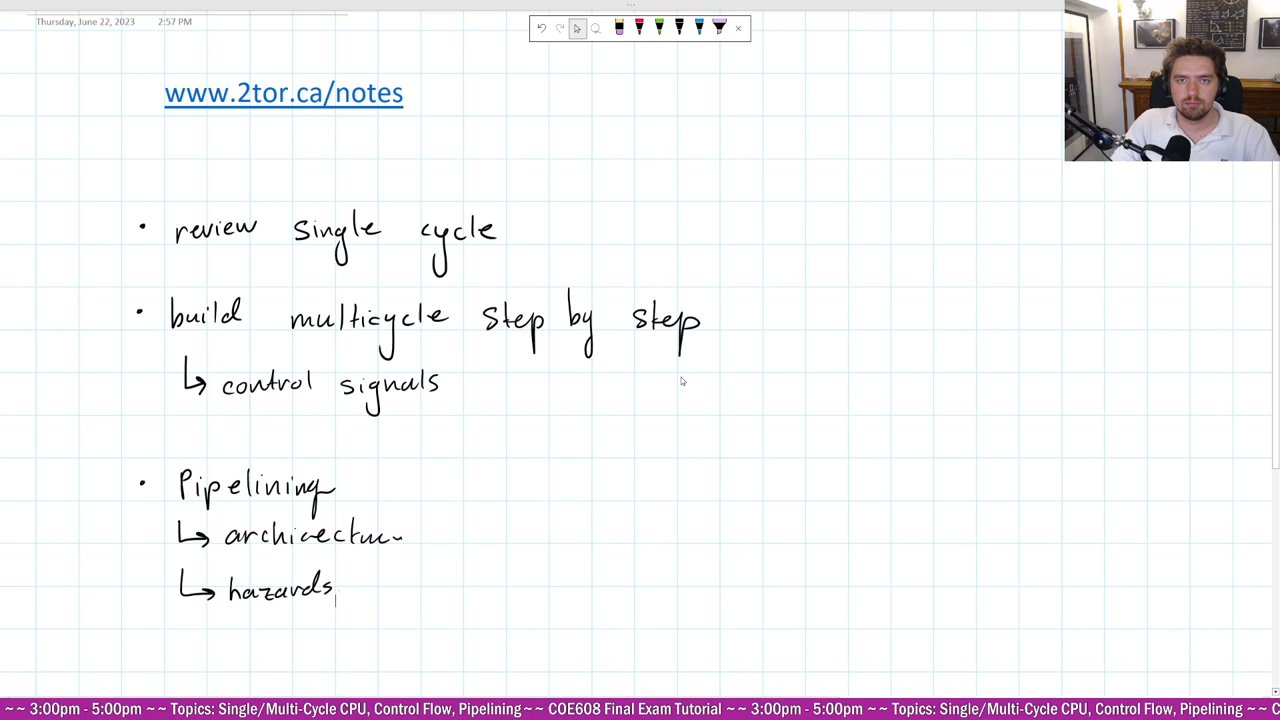 Thursday, June 22, 2023 2:57 PM
www.2tor.ca/notes
• review single cycle
• build multicycle step by step
↳ control signals
• Pipelining
↳ architecture
↳ hazards
~ ~ 3:00pm - 5:00pm ~ ~ Topics: Single/Multi-Cycle CPU, Control Flow, Pipelining ~ ~ COE608 Final Exam Tutorial ~ ~ 3:00pm - 5:00pm ~ ~ Topics: Single/Multi-Cycle CPU, Control Flow, Pipelining ~ ~ C